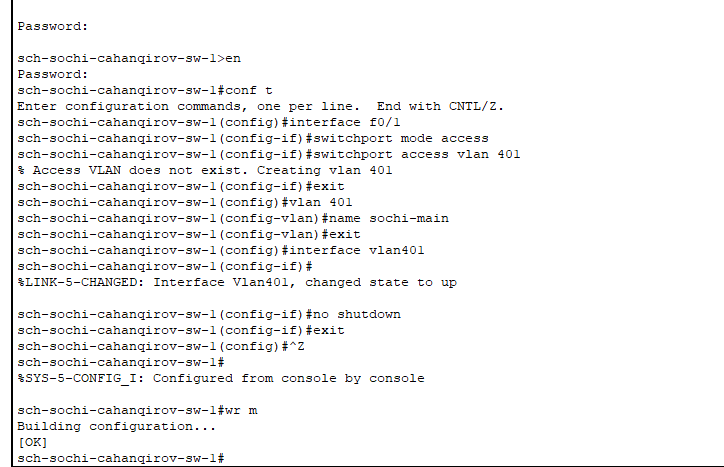 Password:
sch-sochi-cahanqirov-sw-1>en
Password:
sch-sochi-cahanqirov-sw-1#conf t
Enter configuration commands, one per line.  End with CNTL/Z.
sch-sochi-cahanqirov-sw-1(config)#interface f0/1
sch-sochi-cahanqirov-sw-1(config-if)#switchport mode access
sch-sochi-cahanqirov-sw-1(config-if)#switchport access vlan 401
% Access VLAN does not exist. Creating vlan 401
sch-sochi-cahanqirov-sw-1(config-if)#exit
sch-sochi-cahanqirov-sw-1(config)#vlan 401
sch-sochi-cahanqirov-sw-1(config-vlan)#name sochi-main
sch-sochi-cahanqirov-sw-1(config-vlan)#exit
sch-sochi-cahanqirov-sw-1(config)#interface vlan401
sch-sochi-cahanqirov-sw-1(config-if)#
%LINK-5-CHANGED: Interface Vlan401, changed state to up
sch-sochi-cahanqirov-sw-1(config-if)#no shutdown
sch-sochi-cahanqirov-sw-1(config-if)#exit
sch-sochi-cahanqirov-sw-1(config)#^Z
sch-sochi-cahanqirov-sw-1#
%SYS-5-CONFIG_I: Configured from console by console
sch-sochi-cahanqirov-sw-1#wr m
Building configuration...
[OK]
sch-sochi-cahanqirov-sw-1#